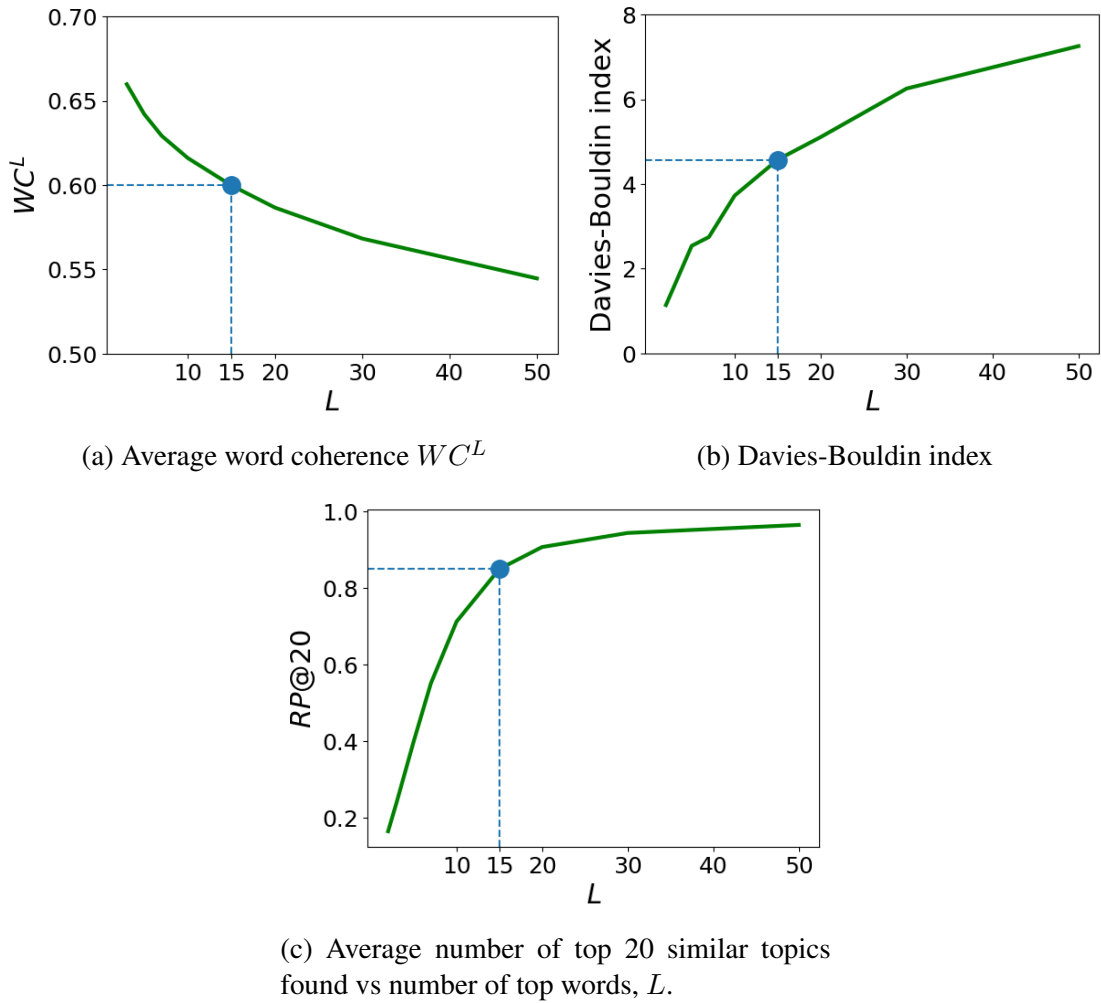 0.70
0.65
0.60
0.55
0.50
WC^L
10 15 20 30 40 50
L
(a) Average word coherence WC^L
8
6
4
2
0
Davies-Bouldin index
10 15 20 30 40 50
L
(b) Davies-Bouldin index
1.0
0.8
0.6
0.4
0.2
RP@20
10 15 20 30 40 50
L
(c) Average number of top 20 similar topics
found vs number of top words, L.